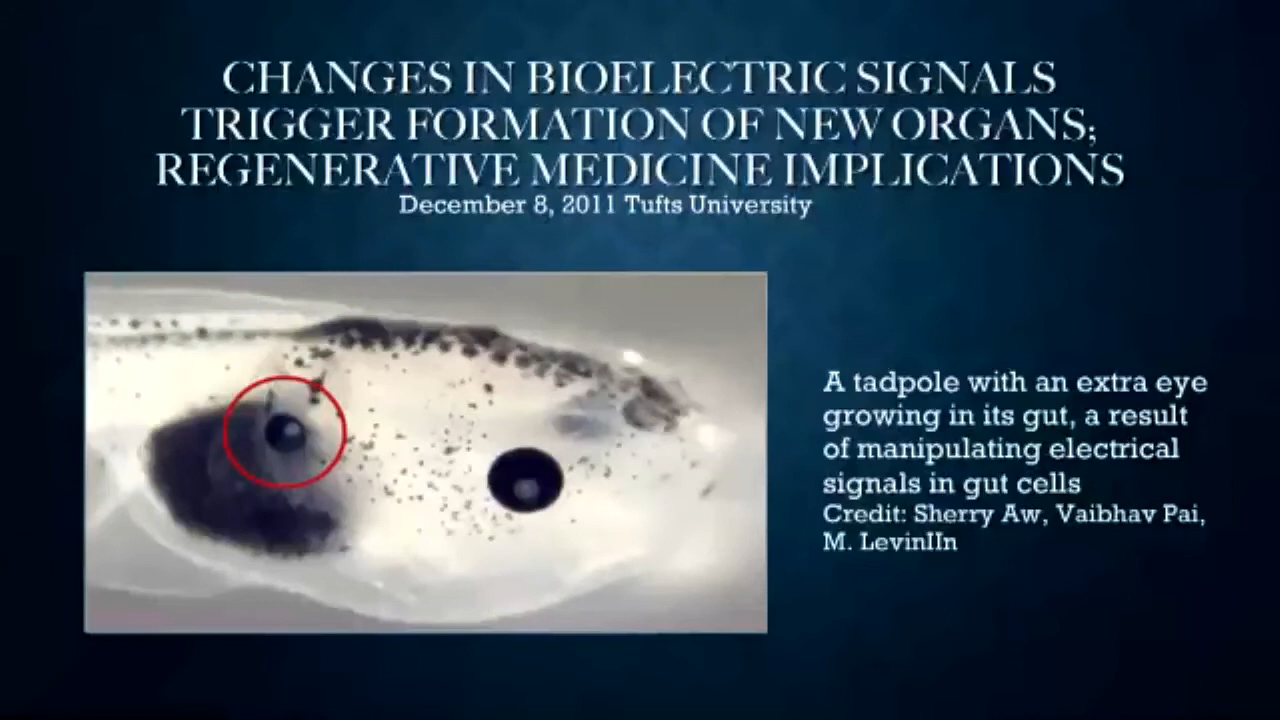 CHANGES IN BIOELECTRIC SIGNALS
TRIGGER FORMATION OF NEW ORGANS;
REGENERATIVE MEDICINE IMPLICATIONS
December 8, 2011 Tufts University
A tadpole with an extra eye
growing in its gut, a result
of manipulating electrical
signals in gut cells
Credit: Sherry Aw, Vaibhav Pai,
M. LevinIIn